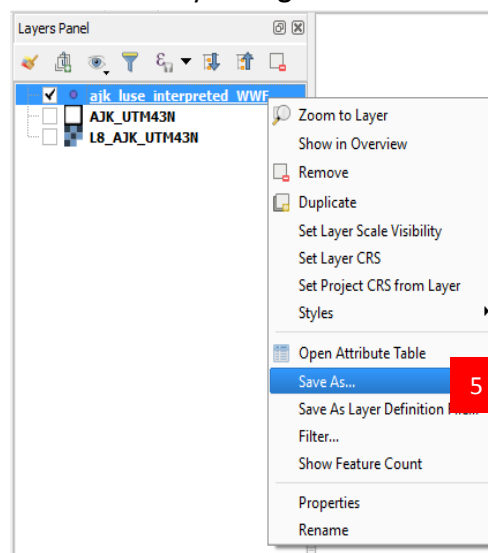 Layers Panel
ajk_luse_interpreted_WWF
AJK_UTM43N
L8_AJK_UTM43N
Zoom to Layer
Show in Overview
Remove
Duplicate
Set Layer Scale Visibility
Set Layer CRS
Set Project CRS from Layer
Styles
Open Attribute Table
Save As...
5
Save As Layer Definition
Filter...
Show Feature Count
Properties
Rename